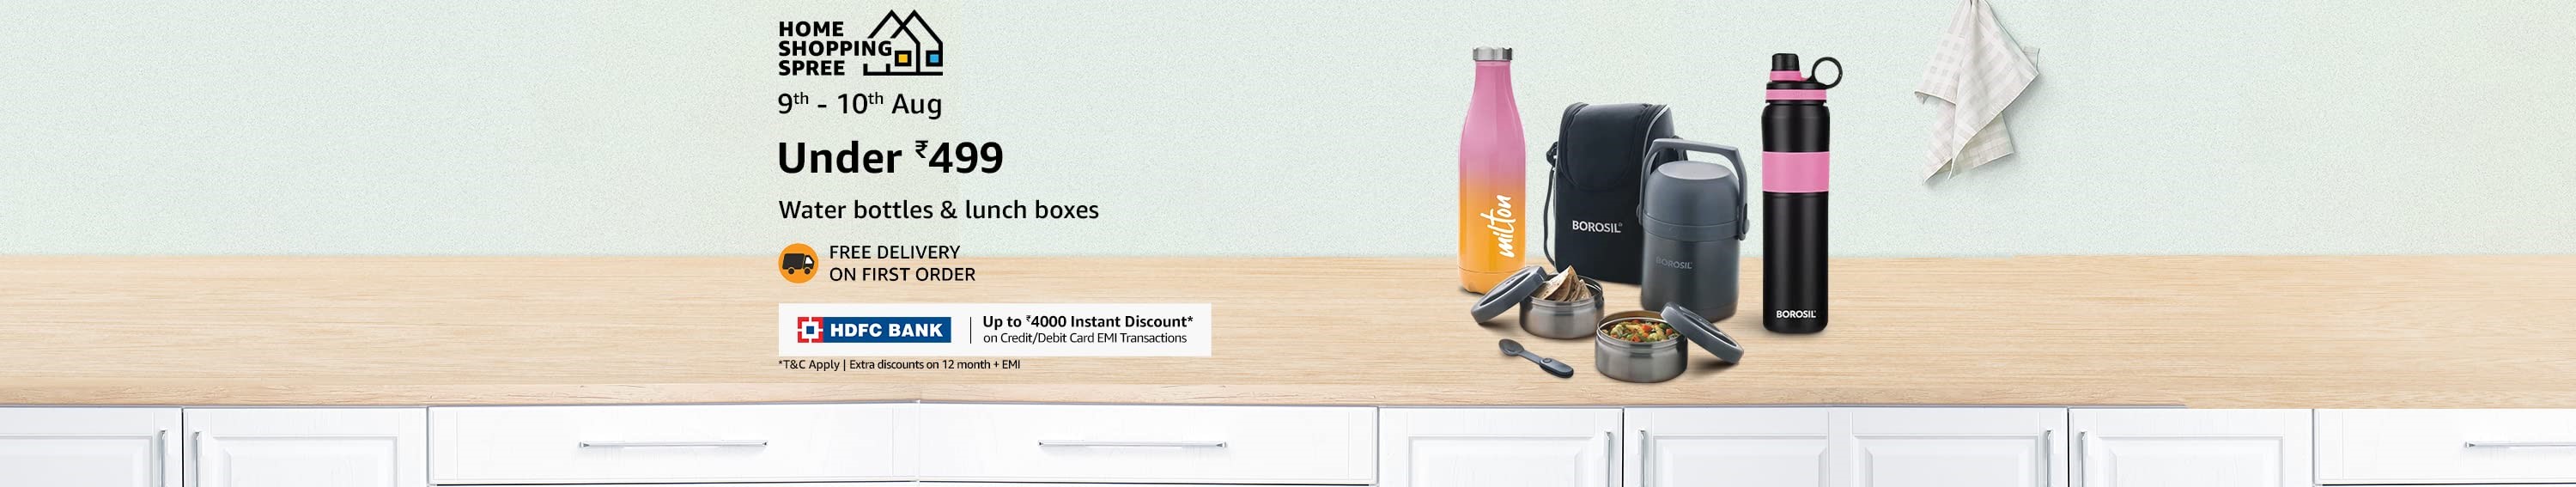 HOME
SHOPPING
SPREE
9th - 10th Aug
Under ₹499
Water bottles & lunch boxes
FREE DELIVERY
ON FIRST ORDER
HDFC BANK
Up to ₹4000 Instant Discount*
on Credit/Debit Card EMI Transactions
*T&C Apply | Extra discounts on 12 month + EMI
milton
BOROSIL®
BOROSIL
BOROSIL